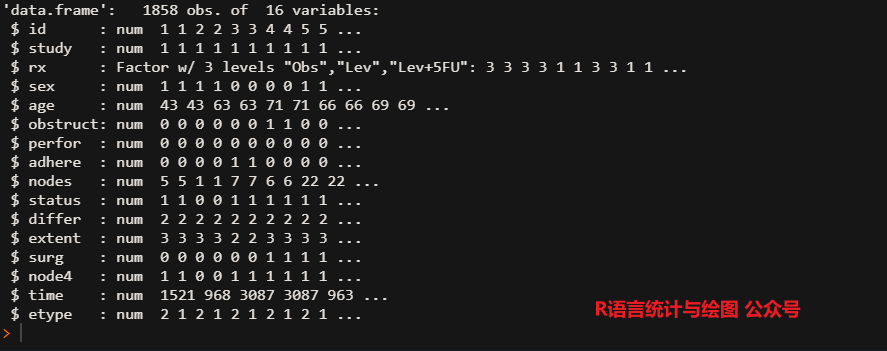 'data.frame':   1858 obs. of  16 variables:
 $ id      : num  1 1 2 2 3 3 4 4 5 5 ...
 $ study   : num  1 1 1 1 1 1 1 1 1 1 ...
 $ rx      : Factor w/ 3 levels "Obs","Lev","Lev+5FU": 3 3 3 3 1 1 3 3 1 1 ...
 $ sex     : num  1 1 1 1 0 0 0 0 1 1 ...
 $ age     : num  43 43 63 63 71 71 66 66 69 69 ...
 $ obstruct: num  0 0 0 0 0 0 1 1 0 0 ...
 $ perfor  : num  0 0 0 0 0 0 0 0 0 0 ...
 $ adhere  : num  0 0 0 0 1 1 0 0 0 0 ...
 $ nodes   : num  5 5 1 1 7 7 6 6 22 22 ...
 $ status  : num  1 1 0 0 1 1 1 1 1 1 ...
 $ differ  : num  2 2 2 2 2 2 2 2 2 2 ...
 $ extent  : num  3 3 3 3 2 2 3 3 3 3 ...
 $ surg    : num  0 0 0 0 0 0 1 1 1 1 ...
 $ node4   : num  1 1 0 0 1 1 1 1 1 1 ...
 $ time    : num  1521 968 3087 3087 963 ...
 $ etype   : num  2 1 2 1 2 1 2 1 2 1 ...
R语言统计与绘图 公众号
>